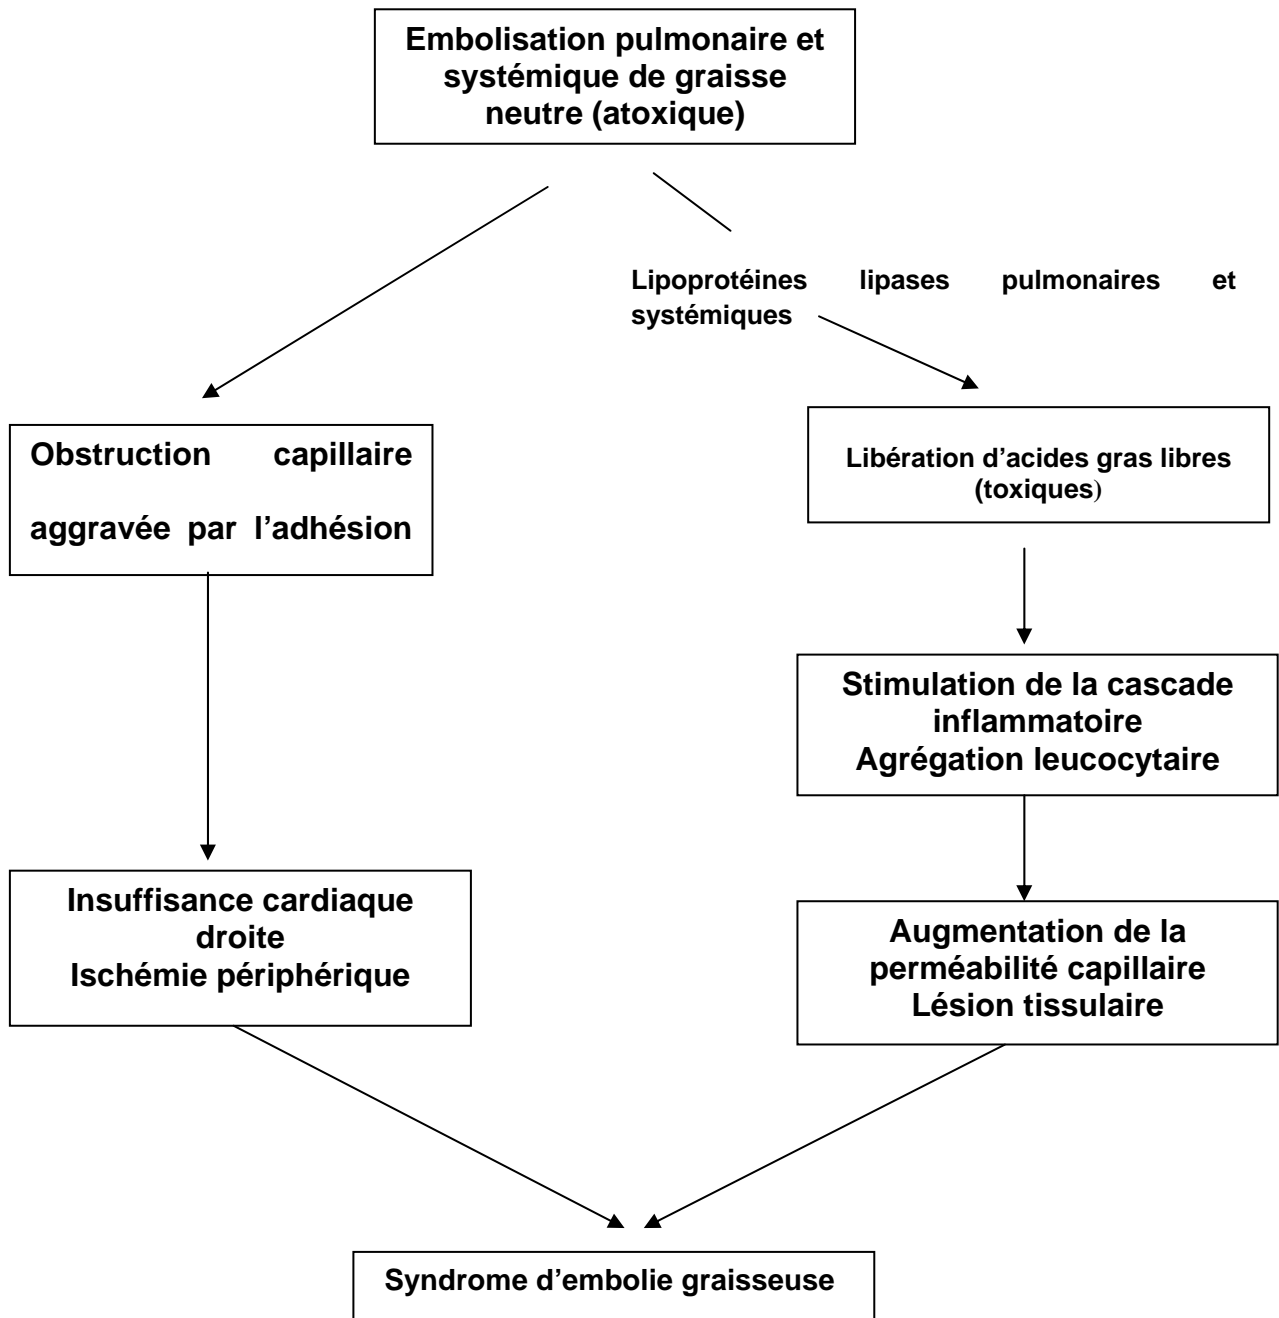 Embolisation pulmonaire et
systémique de graisse
neutre (atoxique)
Lipoprotéines lipases pulmonaires et
systémiques
Obstruction capillaire
aggravée par l’adhésion
Libération d’acides gras libres
(toxiques)
Stimulation de la cascade
inflammatoire
Agrégation leucocytaire
Insuffisance cardiaque
droite
Ischémie périphérique
Augmentation de la
perméabilité capillaire
Lésion tissulaire
Syndrome d’embolie graisseuse